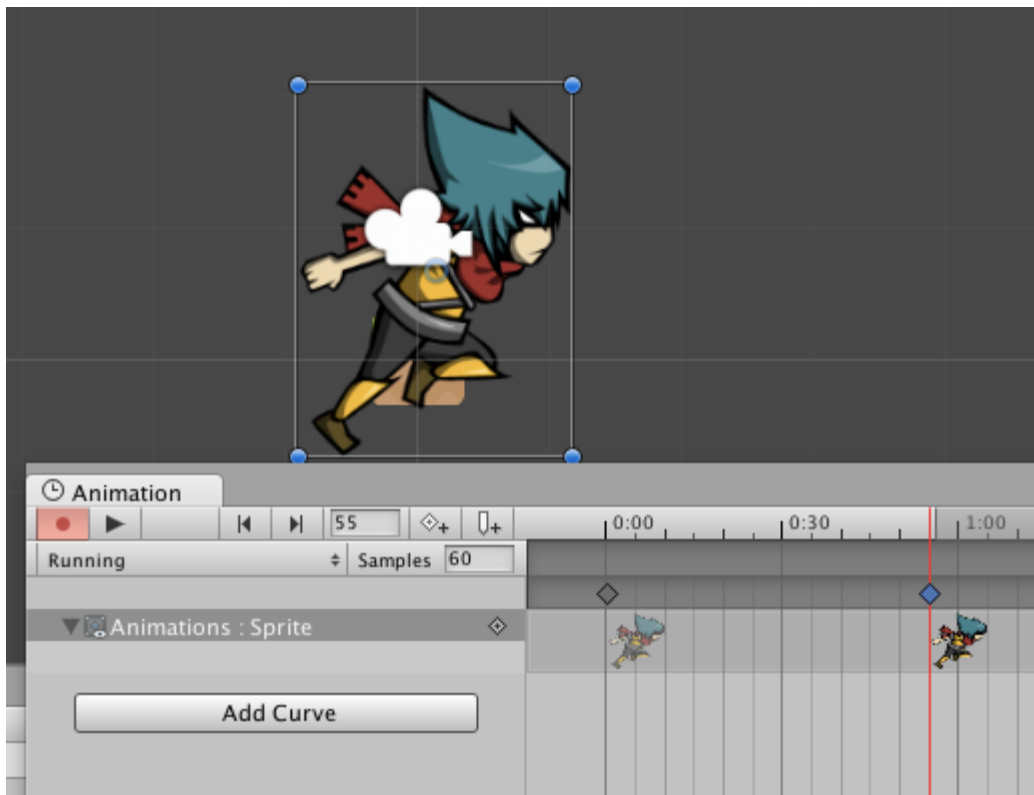 Animation
55
0:00 0:30 1:00
Running Samples 60
Animations : Sprite
Add Curve